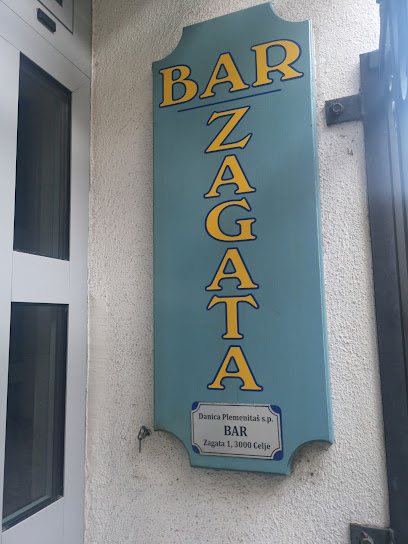 BAR
ZAGATA
Danica Plemenitaš s.p.
BAR
Zagata 1, 3000 Celje